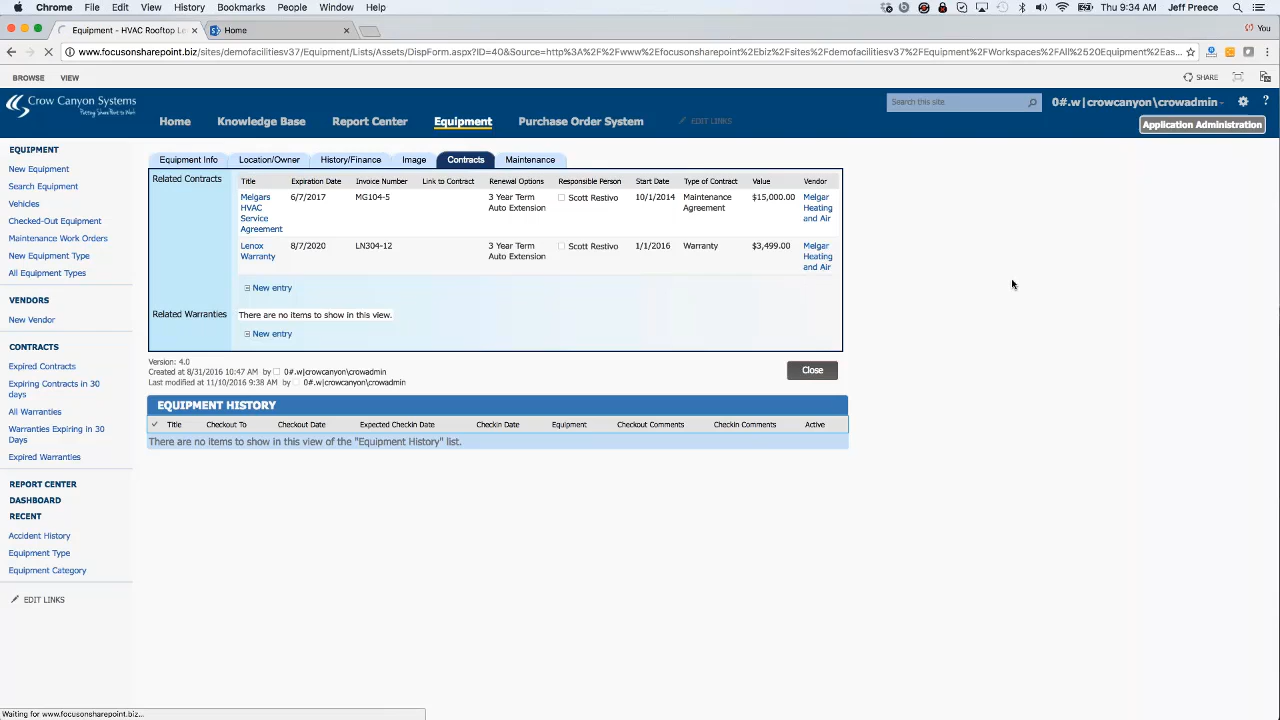 Chrome File Edit View History Bookmarks People Window Help Thu 9:34 AM Jeff Preece
Equipment - HVAC Rooftop Le × Home × You
www.focusonsharepoint.biz/sites/demofacilitiesv37/Equipment/Lists/Assets/DispForm.aspx?ID=40&Source=http%3A%2F%2Fwww%2Efocusonsharepoint%2Ebiz%2Fsites%2Fdemofacilitiesv37%2FEquipment%2FWorkspaces%2FAll%2520Equipment%2Eas...
BROWSE VIEW SHARE
Crow Canyon Systems
Putting SharePoint to Work
Search this site
0#.w|crowcanyon\crowadmin
?
Home Knowledge Base Report Center Equipment Purchase Order System EDIT LINKS
Application Administration
EQUIPMENT
New Equipment
Search Equipment
Vehicles
Checked-Out Equipment
Maintenance Work Orders
New Equipment Type
All Equipment Types
VENDORS
New Vendor
CONTRACTS
Expired Contracts
Expiring Contracts in 30
days
All Warranties
Warranties Expiring in 30
Days
Expired Warranties
REPORT CENTER
DASHBOARD
RECENT
Accident History
Equipment Type
Equipment Category
EDIT LINKS
Equipment Info Location/Owner History/Finance Image Contracts Maintenance
Related Contracts
Title Expiration Date Invoice Number Link to Contract Renewal Options Responsible Person Start Date Type of Contract Value Vendor
Melgars 6/7/2017 MG104-5 3 Year Term Scott Restivo 10/1/2014 Maintenance $15,000.00 Melgar
HVAC Auto Extension Agreement Heating
Service and Air
Agreement
Lenox 8/7/2020 LN304-12 3 Year Term Scott Restivo 1/1/2016 Warranty $3,499.00 Melgar
Warranty Auto Extension Heating
and Air
New entry
Related Warranties There are no items to show in this view.
New entry
Version: 4.0
Created at 8/31/2016 10:47 AM by 0#.w|crowcanyon\crowadmin
Last modified at 11/10/2016 9:38 AM by 0#.w|crowcanyon\crowadmin
Close
EQUIPMENT HISTORY
Title Checkout To Checkout Date Expected Checkin Date Checkin Date Equipment Checkout Comments Checkin Comments Active
There are no items to show in this view of the "Equipment History" list.
Waiting for www.focusonsharepoint.biz...